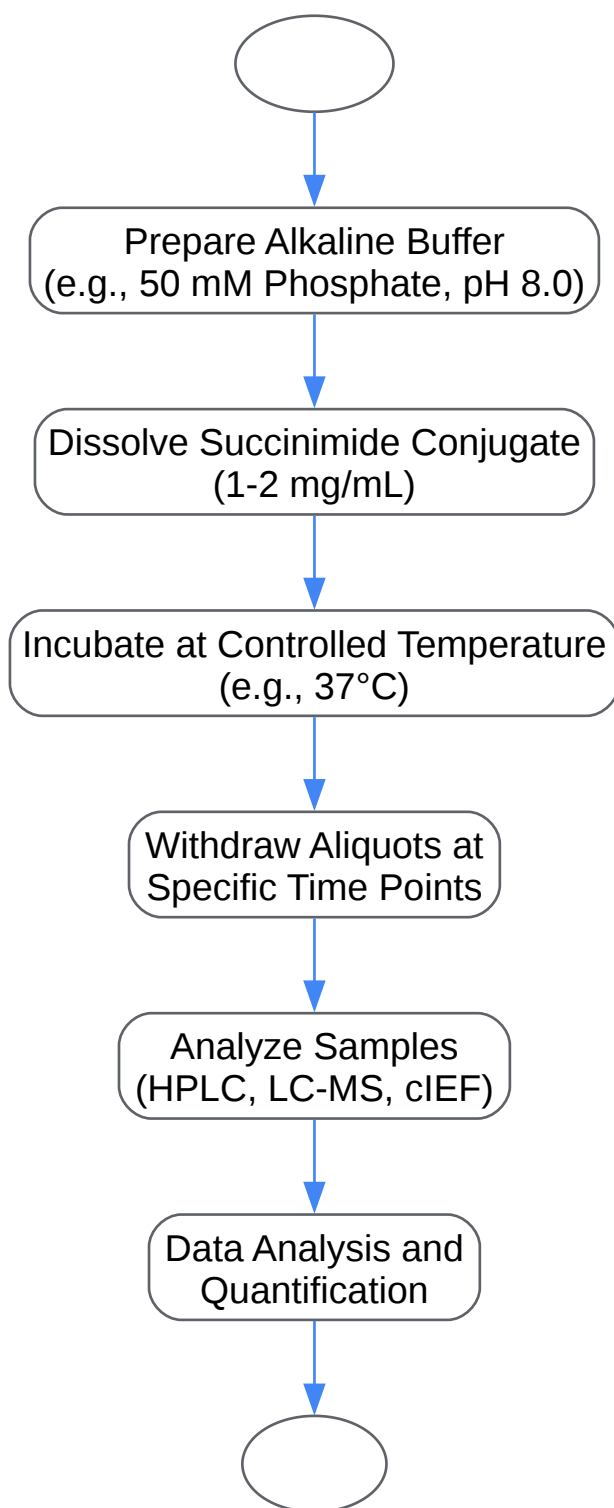 Prepare Alkaline Buffer
(e.g., 50 mM Phosphate, pH 8.0)
Dissolve Succinimide Conjugate
(1-2 mg/mL)
Incubate at Controlled Temperature
(e.g., 37°C)
Withdraw Aliquots at
Specific Time Points
Analyze Samples
(HPLC, LC-MS, cIEF)
Data Analysis and
Quantification